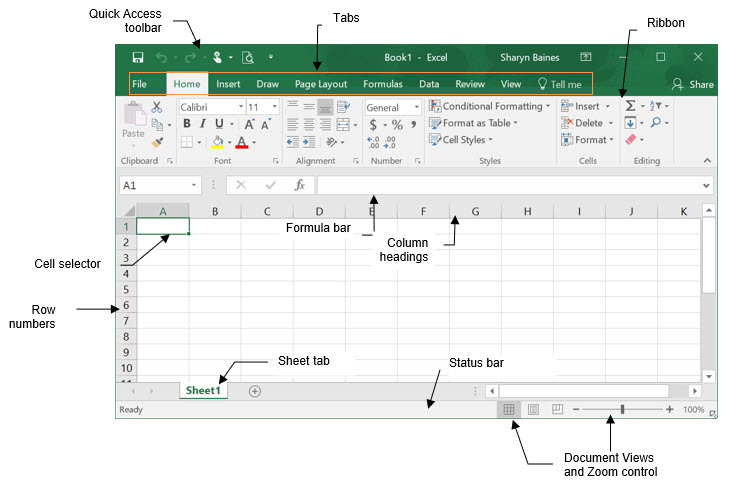 Quick Access
toolbar
Tabs
Ribbon
Book1 - Excel
Sharyn Baines
File Home Insert Draw Page Layout Formulas Data Review View Tell me Share
Paste
Calibri 11
B I U A A
A
General
$ % ,
Conditional Formatting
Format as Table
Cell Styles
Insert
Delete
Format
Clipboard Font Alignment Number Styles Cells Editing
A1 fx
A B C D E F G H I J K
1
2
3
4
5
6
7
8
9
10
11
Formula bar
Column
headings
Cell selector
Row
numbers
Sheet tab
Status bar
Sheet1
Ready 100%
Document Views
and Zoom control